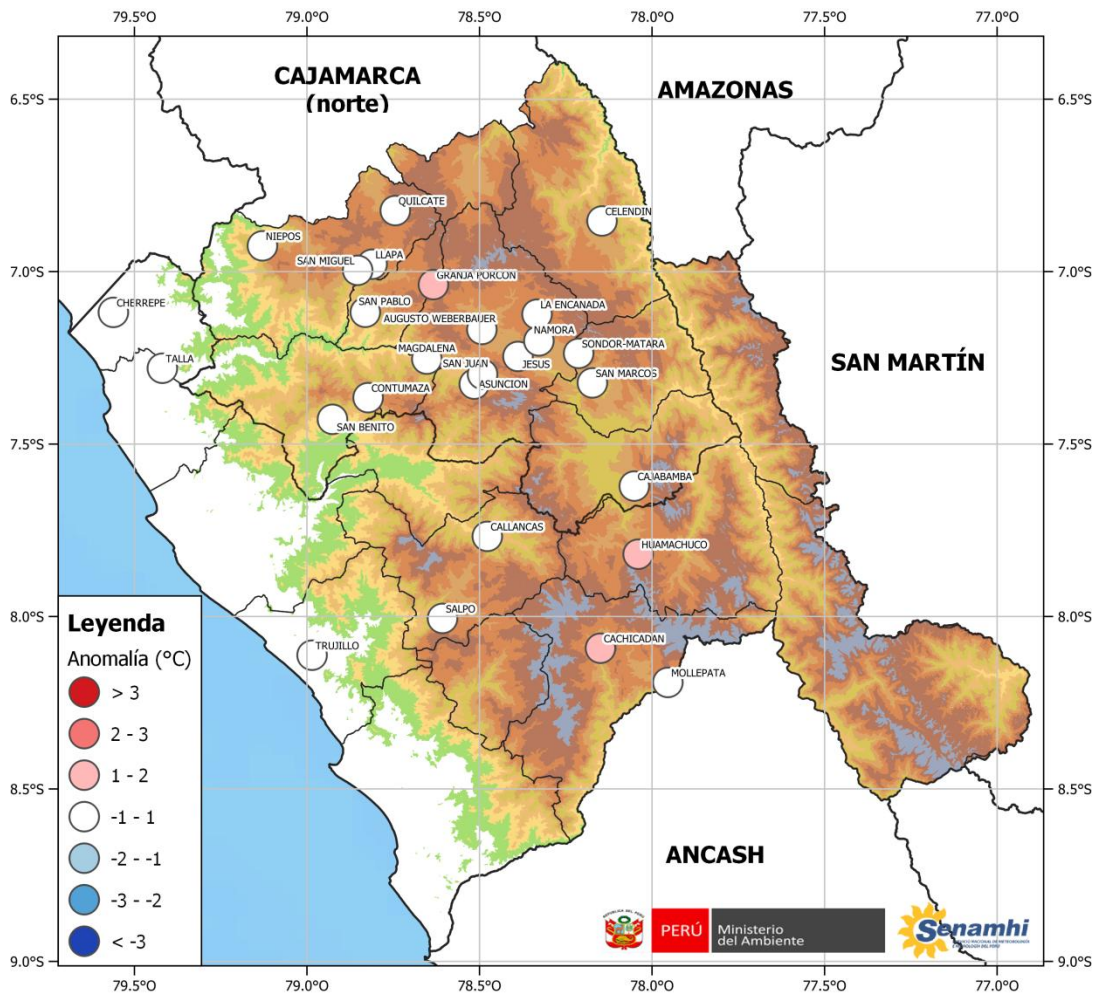 79.5°O 79.0°O 78.5°O 78.0°O 77.5°O 77.0°O
CAJAMARCA
(norte)
AMAZONAS
6.5°S 6.5°S
QUILCATE
CELENDIN
NIEPOS
LLAPA
SAN MIGUEL
7.0°S 7.0°S
GRANJA PORCON
CHERREPE
SAN PABLO
LA ENCANADA
AUGUSTO WEBERBAUER
NAMORA
SONDOR-MATARA
MAGDALENA
TALLA
SAN JUAN
JESUS
SAN MARCOS
SAN MARTÍN
ASUNCION
CONTUMAZA
SAN BENITO
7.5°S 7.5°S
CAJABAMBA
CALLANCAS
HUAMACHUCO
8.0°S 8.0°S
SALPO
TRUJILLO
CACHICADAN
MOLLEPATA
8.5°S 8.5°S
Leyenda
Anomalía (°C)
> 3
2 - 3
1 - 2
-1 - 1
-2 - -1
-3 - -2
< -3
ANCASH
REPÚBLICA DEL PERÚ
PERÚ
Ministerio
del Ambiente
Senamhi
9.0°S 9.0°S
79.5°O 79.0°O 78.5°O 78.0°O 77.5°O 77.0°O